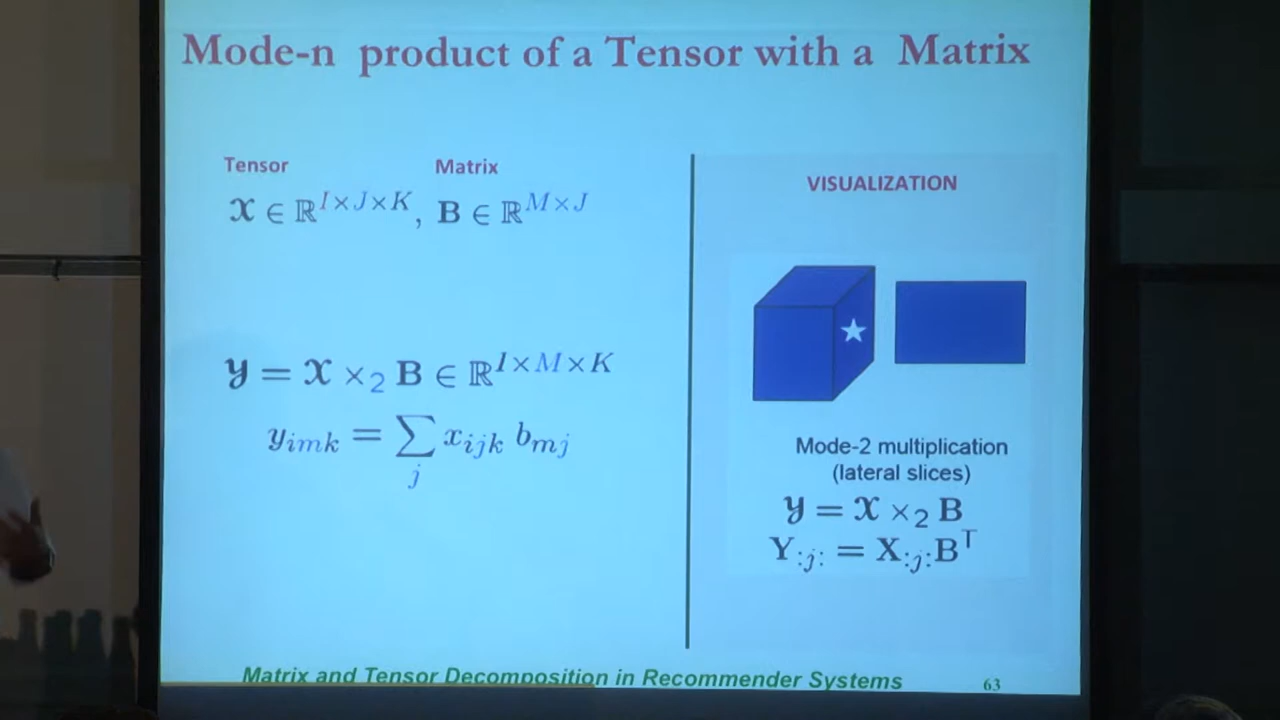 Mode-n product of a Tensor with a Matrix
Tensor Matrix
𝒳 ∈ ℝ^{I×J×K}, B ∈ ℝ^{M×J}
𝒴 = 𝒳 ×₂ B ∈ ℝ^{I×M×K}
y_{imk} = ∑_j x_{ijk} b_{mj}
VISUALIZATION
Mode-2 multiplication
(lateral slices)
𝒴 = 𝒳 ×₂ B
Y_{:j:} = X_{:j:}B^T
Matrix and Tensor Decomposition in Recommender Systems 63